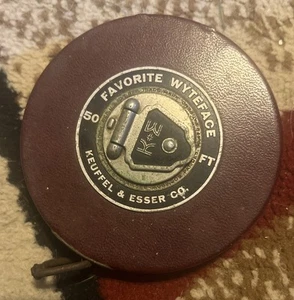 FAVORITE WYTEFACE
50 FT
K+E
KEUFFEL & ESSER CO.